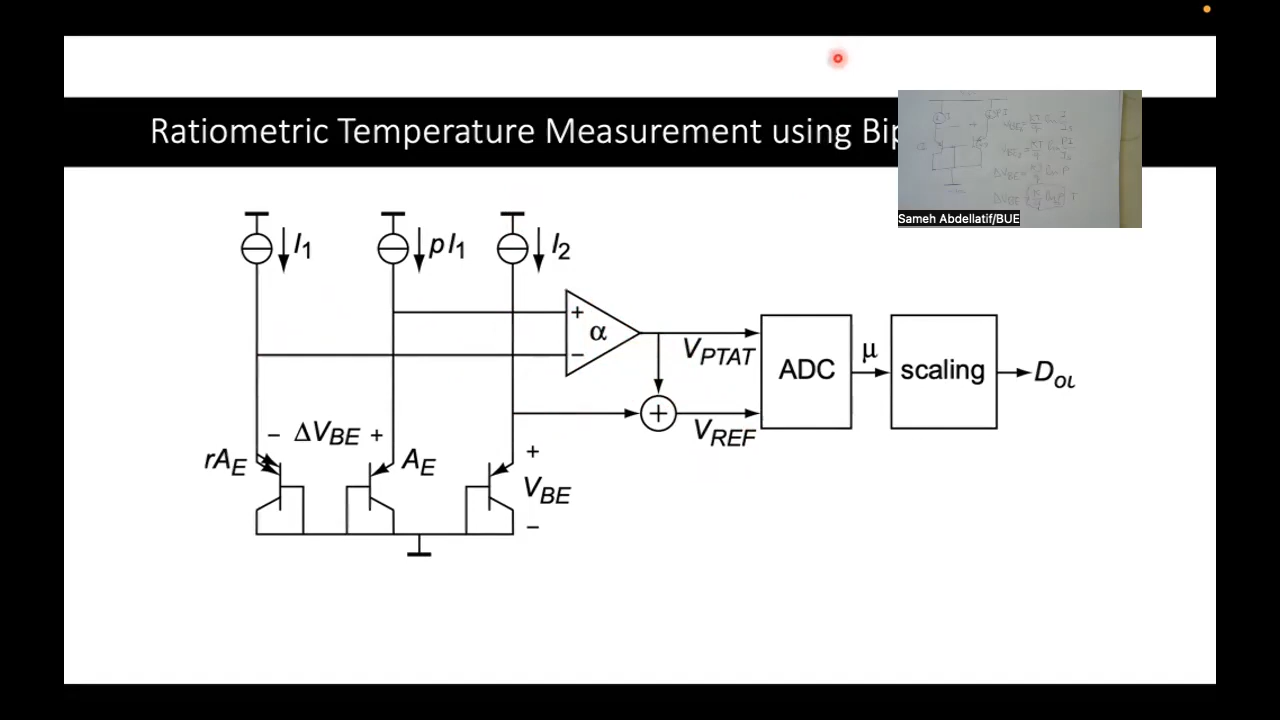 Ratiometric Temperature Measurement using Bip
Sameh Abdellatif/BUE
I1
pI1
I2
+
α
−
VPTAT
ADC
μ
scaling
Dou
+
VREF
− ΔVBE +
rAE
AE
+
VBE
−